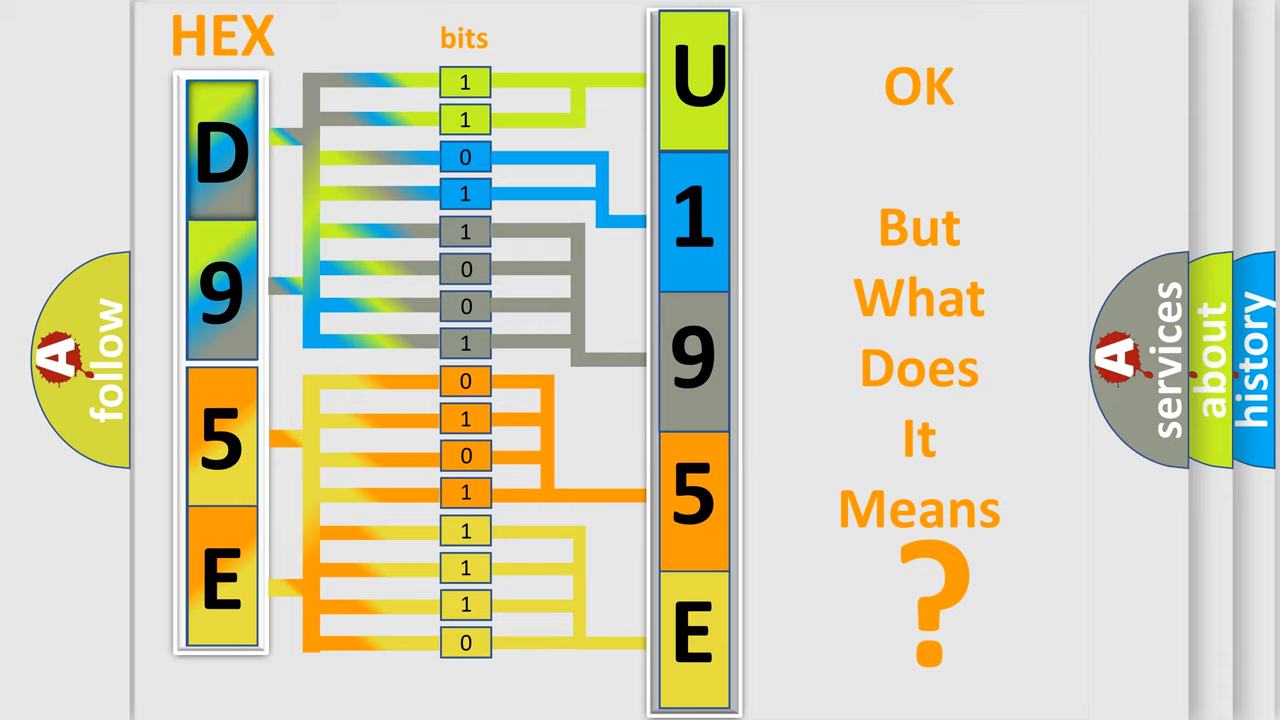 HEX
bits
D
9
5
E
1
1
0
1
1
0
0
1
0
1
0
1
1
1
1
0
U
1
9
5
E
OK
But
What
Does
It
Means
?
A
follow
A
services
about
history